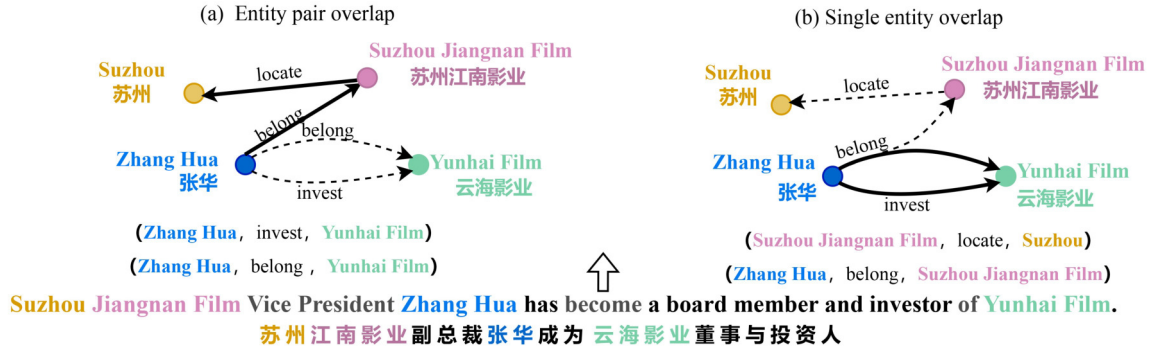 (a) Entity pair overlap
Suzhou Jiangnan Film
苏州江南影业
Suzhou
苏州
locate
belong
belong
Zhang Hua
张华
Yunhai Film
云海影业
invest
(Zhang Hua, invest, Yunhai Film)
(Zhang Hua, belong, Yunhai Film)
(b) Single entity overlap
Suzhou Jiangnan Film
苏州江南影业
Suzhou
苏州
locate
belong
Zhang Hua
张华
Yunhai Film
云海影业
invest
(Suzhou Jiangnan Film, locate, Suzhou)
(Zhang Hua, belong, Suzhou Jiangnan Film)
Suzhou Jiangnan Film Vice President Zhang Hua has become a board member and investor of Yunhai Film.
苏州江南影业副总裁张华成为 云海影业董事与投资人